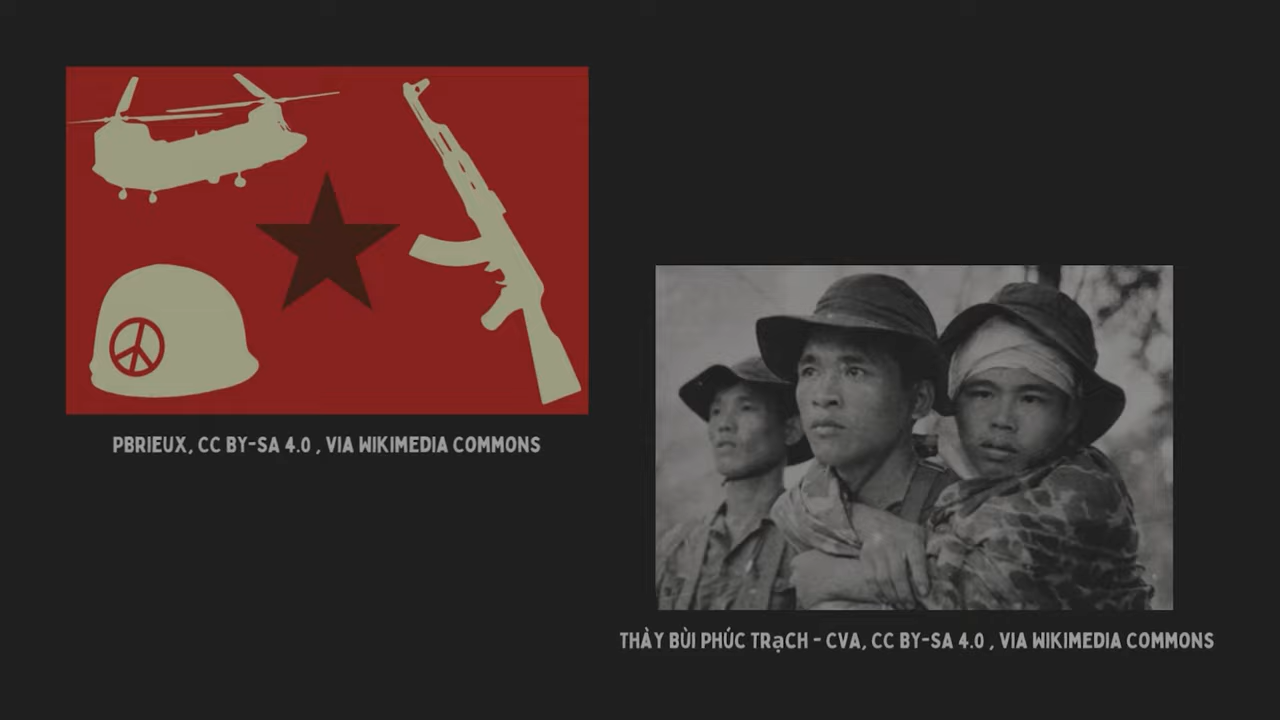 PBRIEUX, CC BY-SA 4.0 , VIA WIKIMEDIA COMMONS
THẦY BÙI PHÚC TRạCH - CVA, CC BY-SA 4.0 , VIA WIKIMEDIA COMMONS